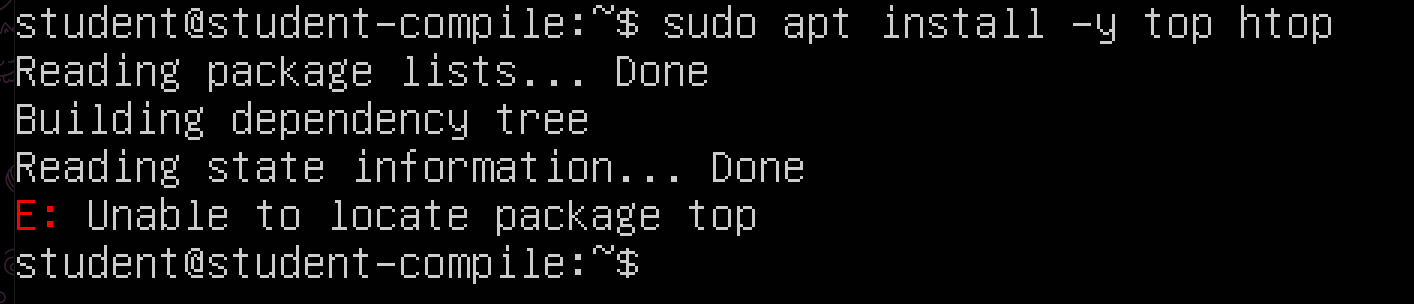 student@student-compile:~$ sudo apt install -y top htop
Reading package lists... Done
Building dependency tree
Reading state information... Done
E: Unable to locate package top
student@student-compile:~$